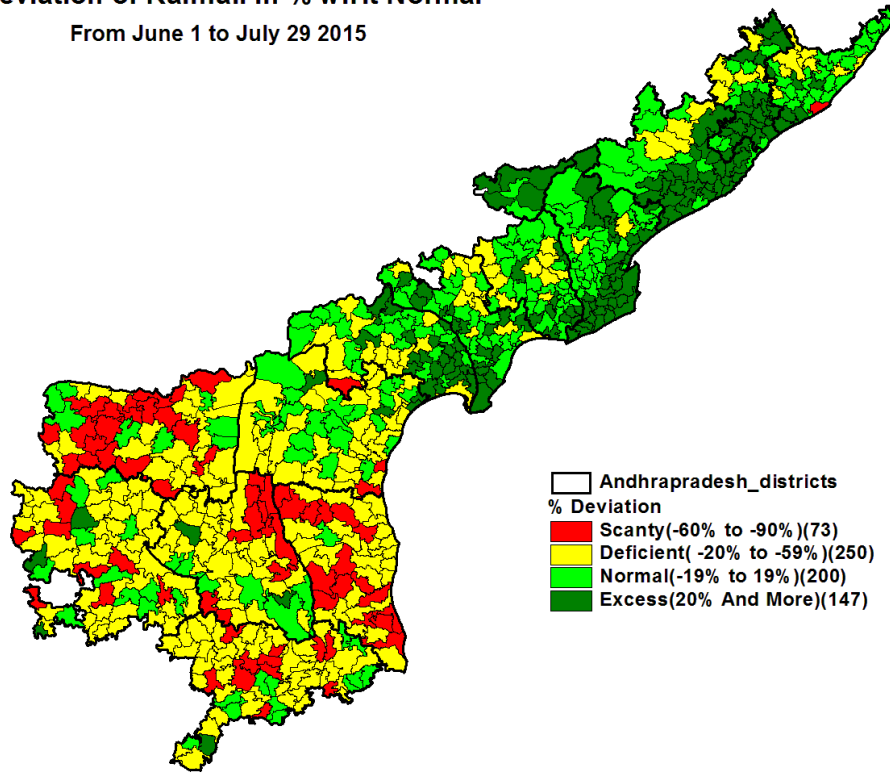 From June 1 to July 29 2015
Andhrapradesh_districts
% Deviation
Scanty(-60% to -90%)(73)
Deficient( -20% to -59%)(250)
Normal(-19% to 19%)(200)
Excess(20% And More)(147)